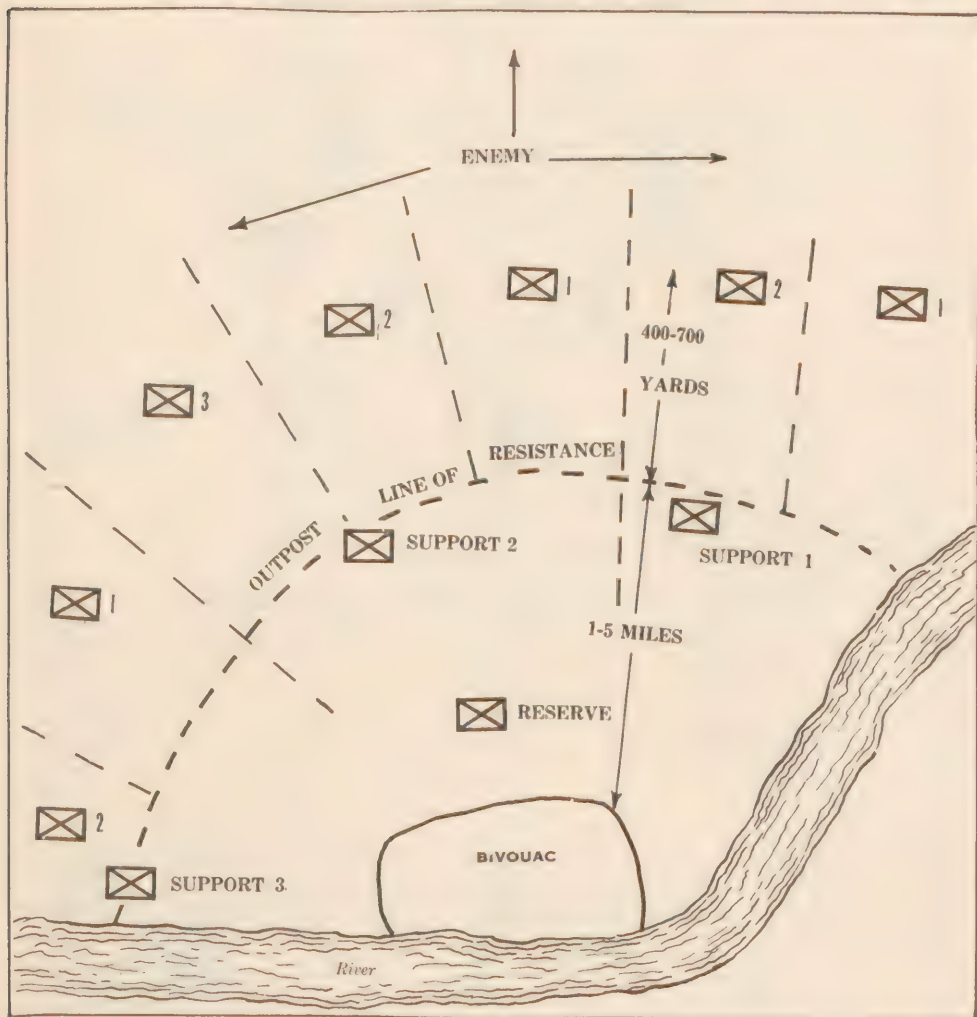 ENEMY
1
2
2
1
400-700
YARDS
3
OUTPOST LINE OF RESISTANCE
SUPPORT 2
SUPPORT 1
1
1-5 MILES
RESERVE
2
BiVOUAC
SUPPORT 3
River